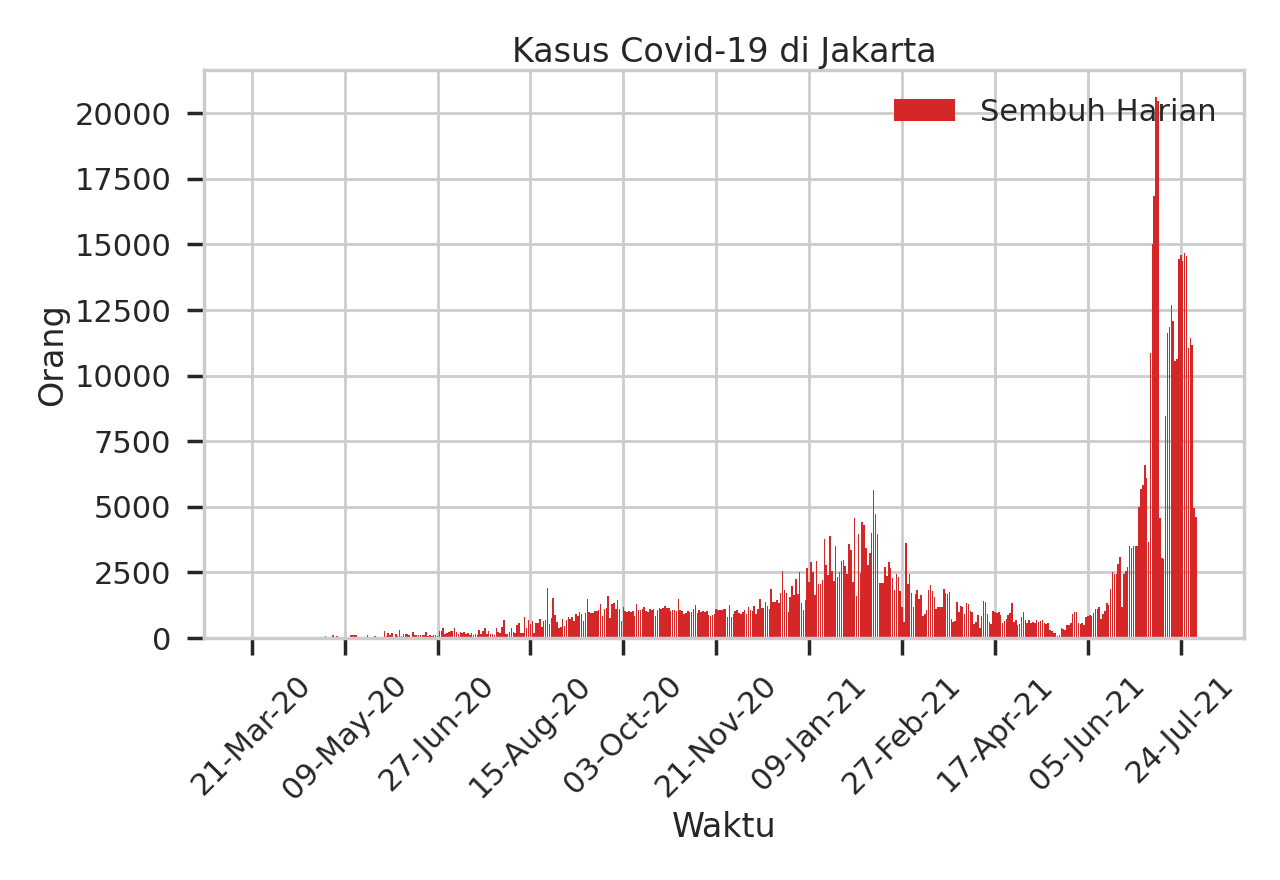 Kasus Covid-19 di Jakarta
Sembuh Harian
Orang
20000
17500
15000
12500
10000
7500
5000
2500
0
21-Mar-20
09-May-20
27-Jun-20
15-Aug-20
03-Oct-20
21-Nov-20
09-Jan-21
27-Feb-21
17-Apr-21
05-Jun-21
24-Jul-21
Waktu